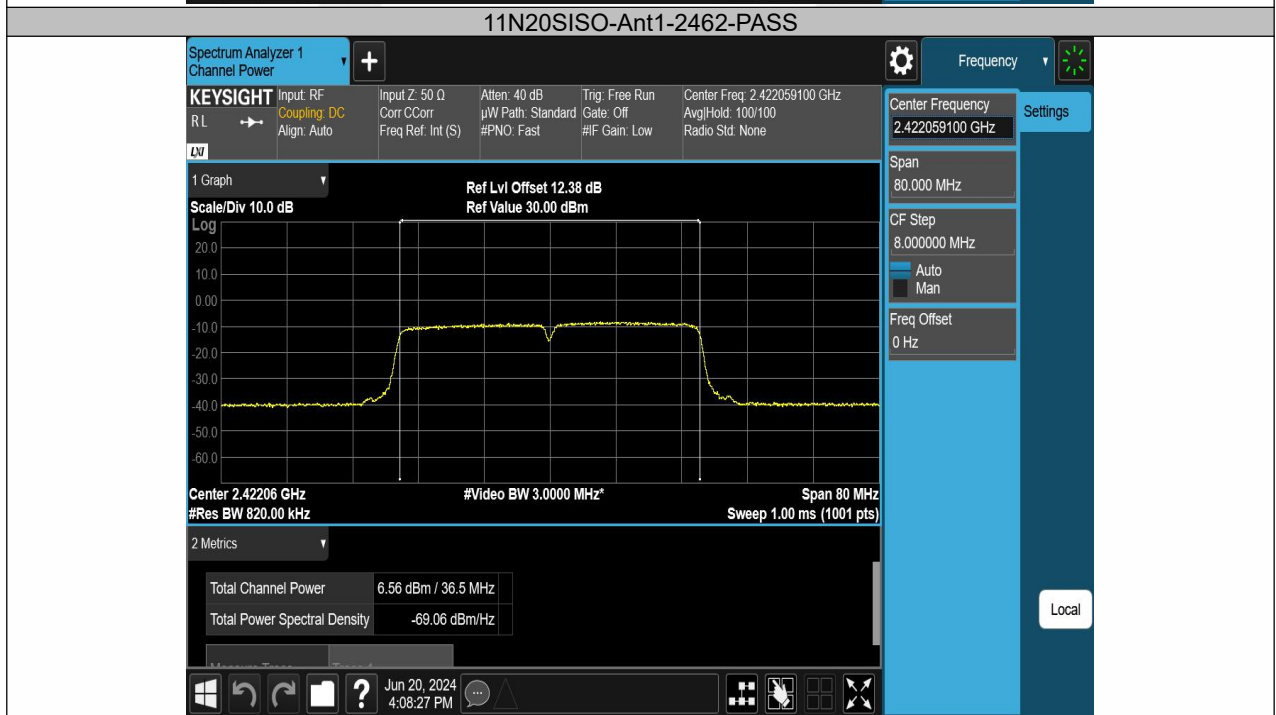 11N20SISO-Ant1-2462-PASS
Spectrum Analyzer 1
Channel Power
+
Frequency
KEYSIGHT
R L
LXI
Input: RF
Coupling: DC
Align: Auto
Input Z: 50 Ω
Corr CCorr
Freq Ref: Int (S)
Atten: 40 dB
µW Path: Standard
#PNO: Fast
Trig: Free Run
Gate: Off
#IF Gain: Low
Center Freq: 2.422059100 GHz
Avg|Hold: 100/100
Radio Std: None
Center Frequency
2.422059100 GHz
Settings
Span
80.000 MHz
CF Step
8.000000 MHz
Auto
Man
Freq Offset
0 Hz
Local
1 Graph
Scale/Div 10.0 dB
Ref Lvl Offset 12.38 dB
Ref Value 30.00 dBm
Log
20.0
10.0
0.00
-10.0
-20.0
-30.0
-40.0
-50.0
-60.0
Center 2.42206 GHz
#Video BW 3.0000 MHz*
Span 80 MHz
#Res BW 820.00 kHz
Sweep 1.00 ms (1001 pts)
2 Metrics
Total Channel Power 6.56 dBm / 36.5 MHz
Total Power Spectral Density -69.06 dBm/Hz
?
Jun 20, 2024
4:08:27 PM